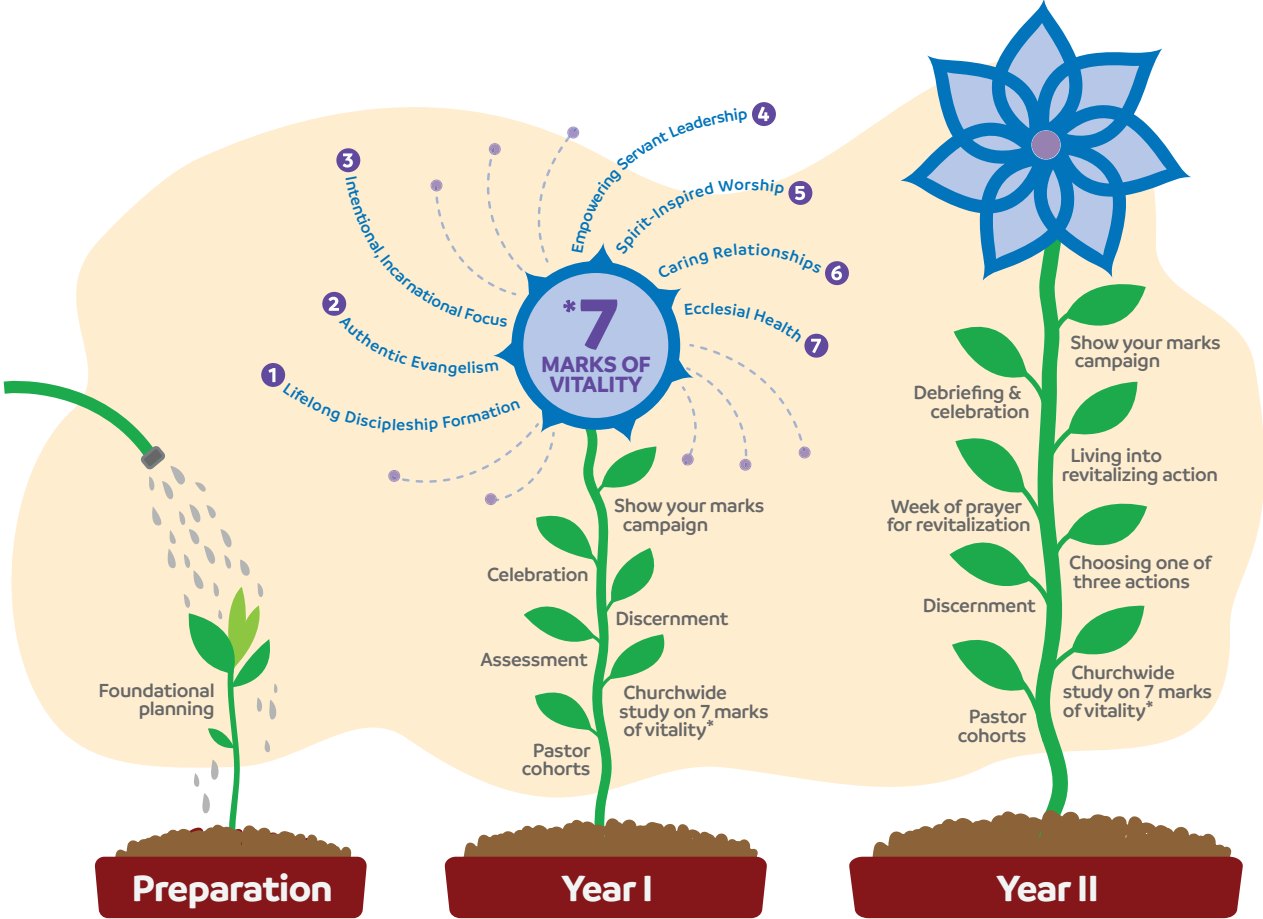 1
Lifelong Discipleship Formation
2
Authentic Evangelism
3
Intentional, Incarnational Focus
4
Empowering Servant Leadership
5
Spirit-Inspired Worship
6
Caring Relationships
7
Ecclesial Health
*7
MARKS OF
VITALITY
Foundational
planning
Preparation
Show your marks
campaign
Celebration
Discernment
Assessment
Churchwide
study on 7 marks
of vitality*
Pastor
cohorts
Year I
Show your marks
campaign
Debriefing &
celebration
Living into
revitalizing action
Week of prayer
for revitalization
Choosing one of
three actions
Discernment
Churchwide
study on 7 marks
of vitality*
Pastor
cohorts
Year II